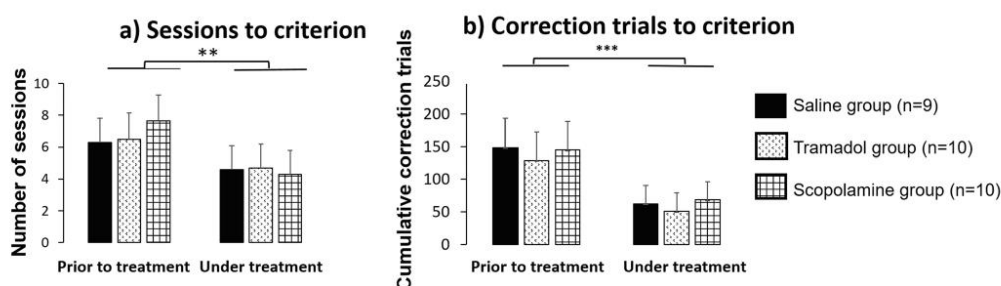 a) Sessions to criterion
**
Number of sessions
10
8
6
4
2
0
Prior to treatment
Under treatment
b) Correction trials to criterion
***
Cumulative correction trials
250
200
150
100
50
0
Prior to treatment
Under treatment
Saline group (n=9)
Tramadol group (n=10)
Scopolamine group (n=10)